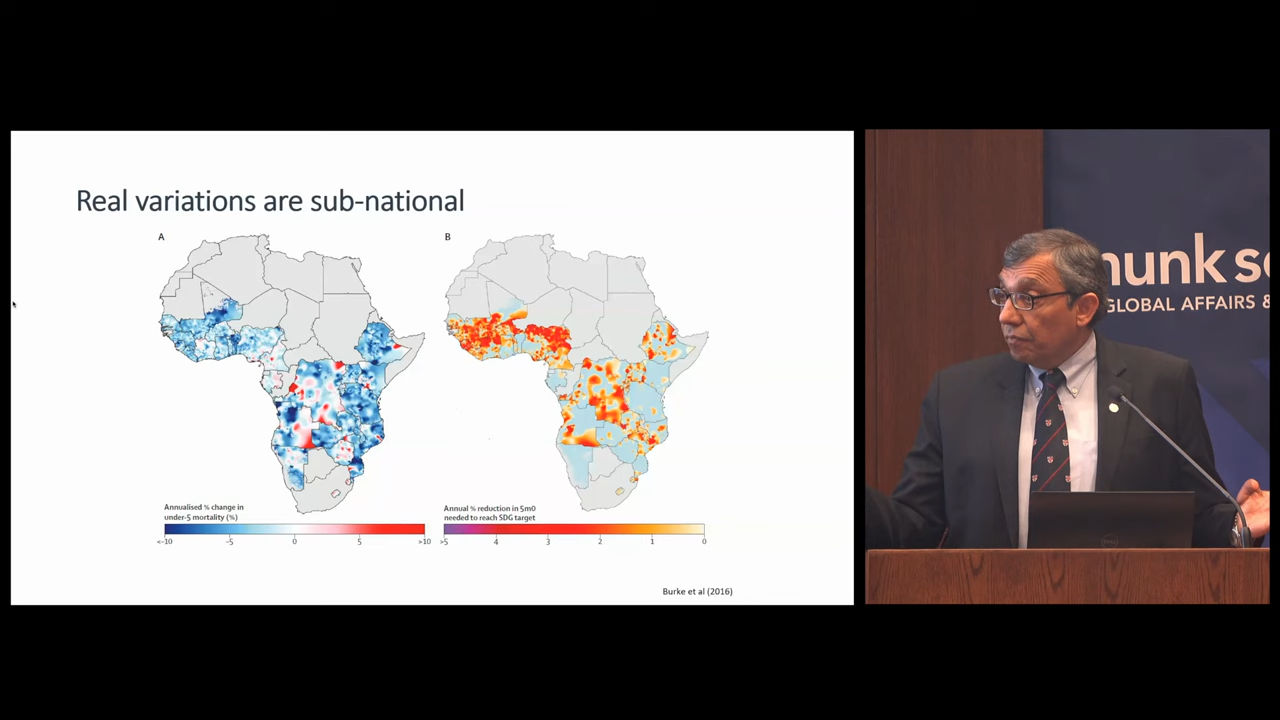 Real variations are sub-national
A
B
Annualised % change in
under-5 mortality (%)
<-10 -5 0 5 >10
Annual % reduction in 5m0
needed to reach SDG target
>5 4 3 2 1 0
Burke et al (2016)
munk sc
GLOBAL AFFAIRS &
DELL